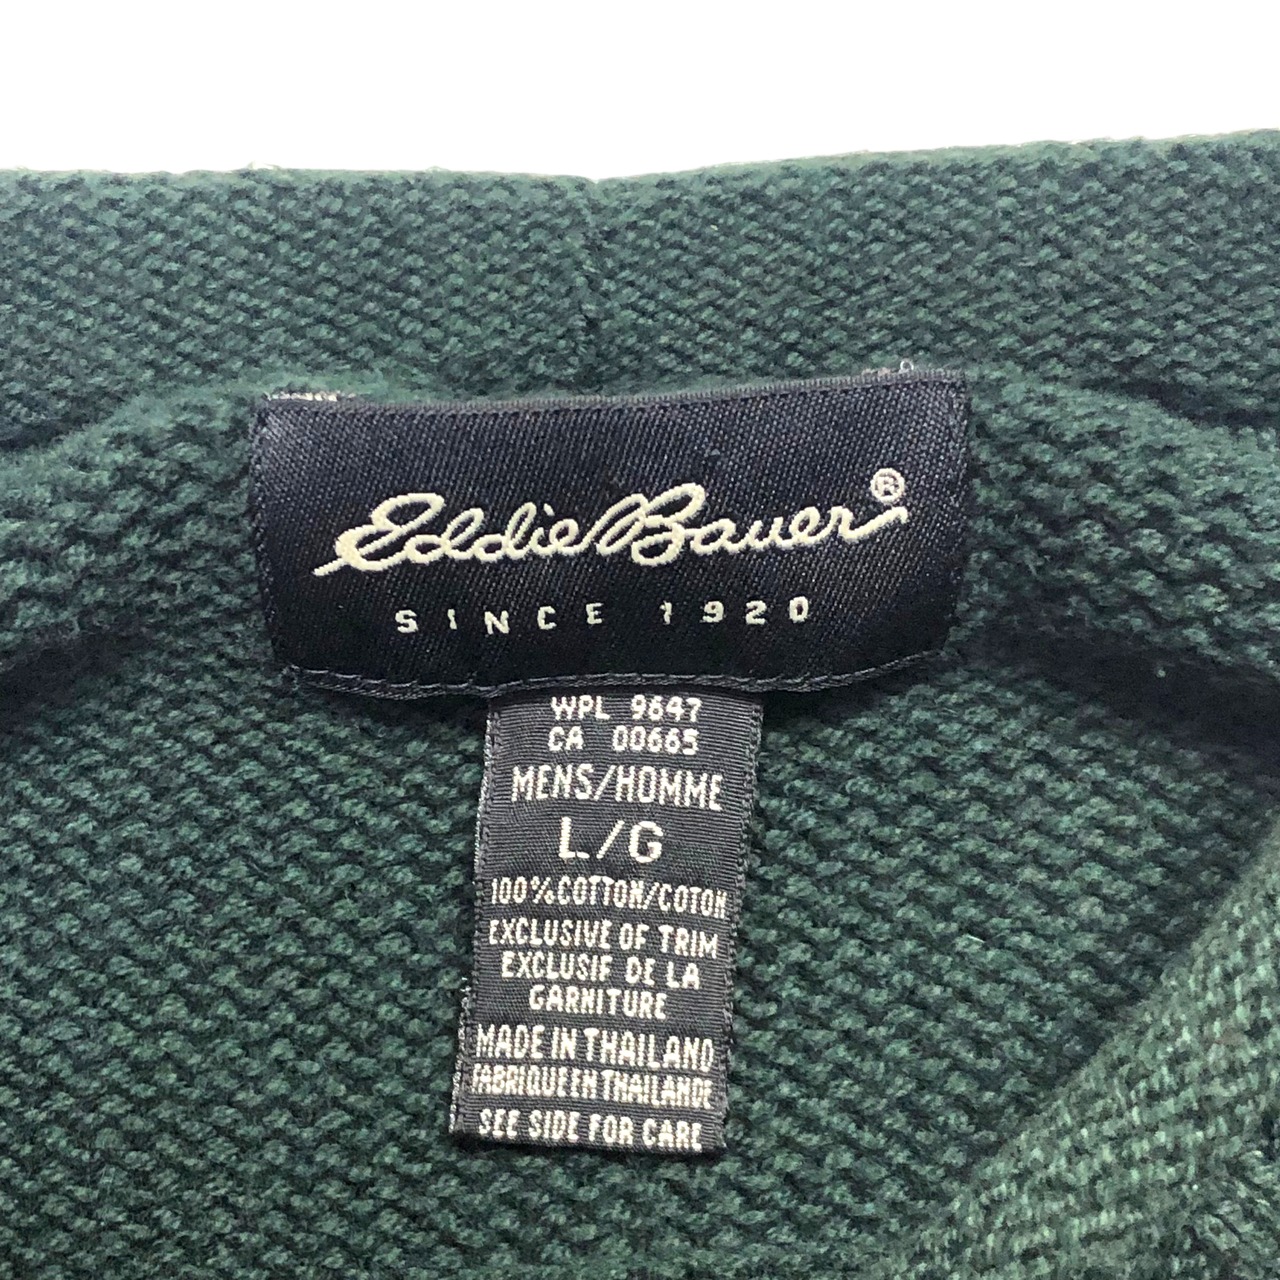 Eddie Bauer®
SINCE 1920
WPL 9647
CA 00665
MENS/HOMME
L/G
100% COTTON/COTON
EXCLUSIVE OF TRIM
EXCLUSIF DE LA
GARNITURE
MADE IN THAILAND
FABRIQUE EN THAILANDE
SEE SIDE FOR CARE